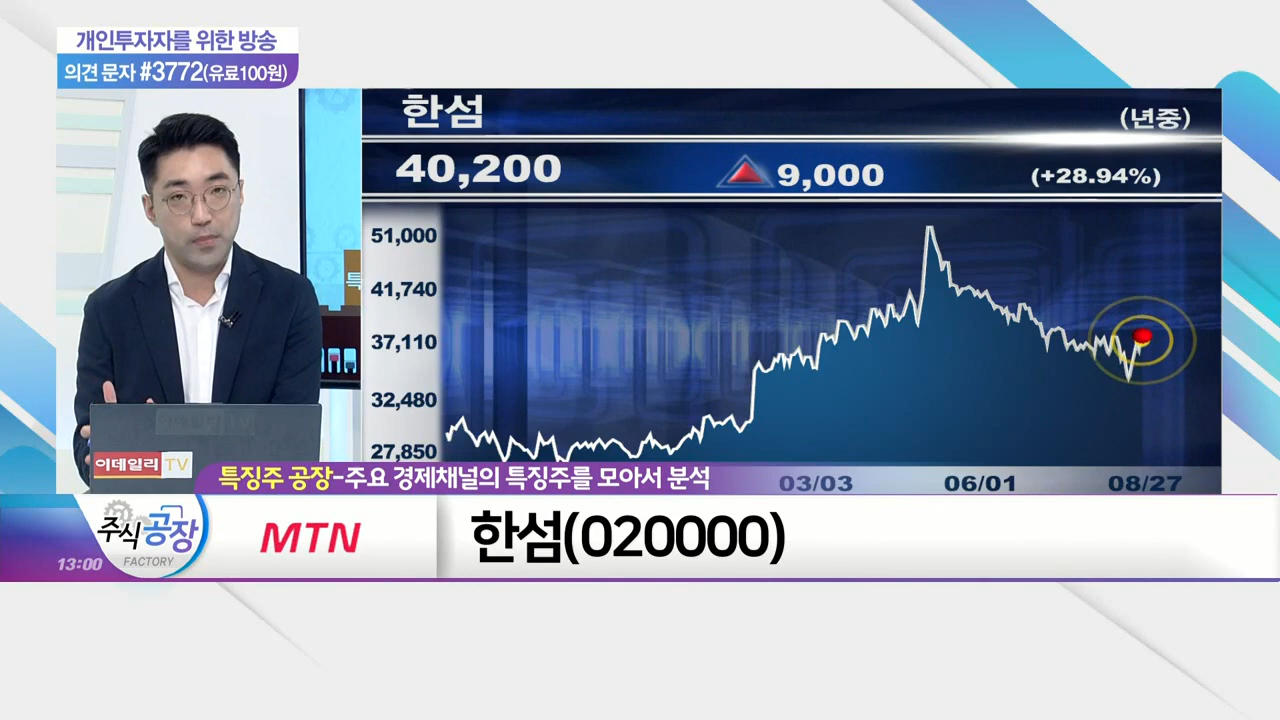 개인투자자를 위한 방송
의견 문자 #3772(유료100원)
한섬
(년중)
40,200
9,000
(+28.94%)
51,000
41,740
37,110
32,480
27,850
03/03
06/01
08/27
특
이데일리 TV
특징주 공장-주요 경제채널의 특징주를 모아서 분석
주식공장
FACTORY
13:00
MTN
한섬(020000)